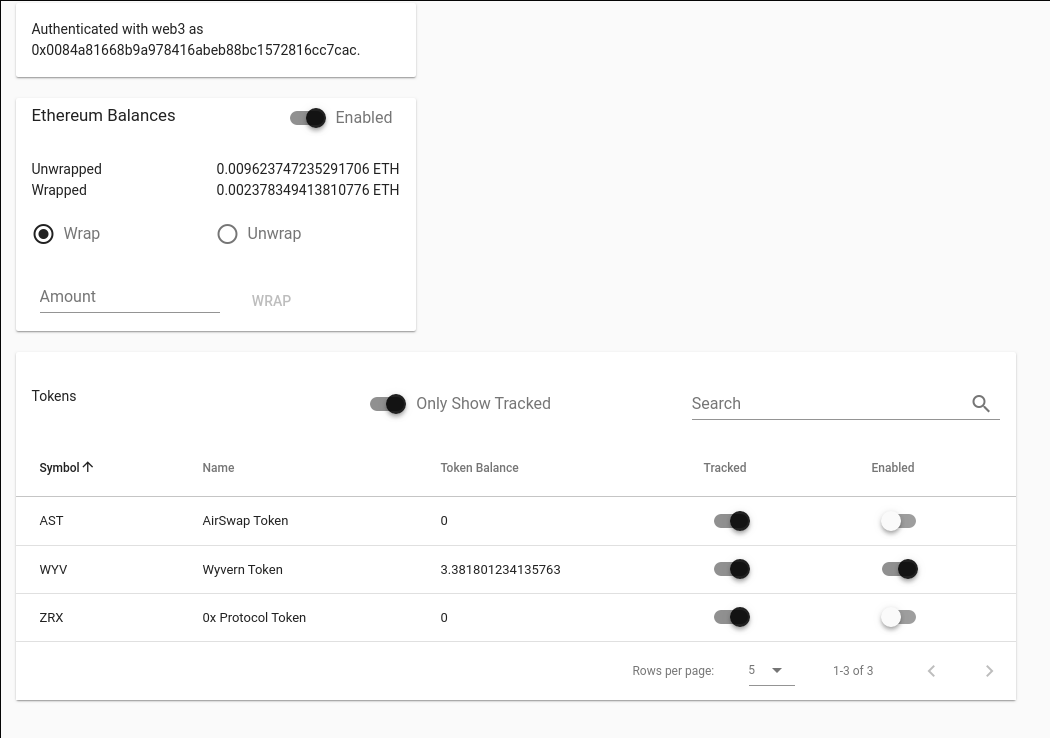 Authenticated with web3 as
0x0084a81668b9a978416abeb88bc1572816cc7cac.
Ethereum Balances Enabled
Unwrapped 0.009623747235291706 ETH
Wrapped 0.002378349413810776 ETH
Wrap Unwrap
Amount WRAP
Tokens Only Show Tracked Search
Symbol Name Token Balance Tracked Enabled
AST AirSwap Token 0
WYV Wyvern Token 3.381801234135763
ZRX 0x Protocol Token 0
Rows per page: 5 1-3 of 3